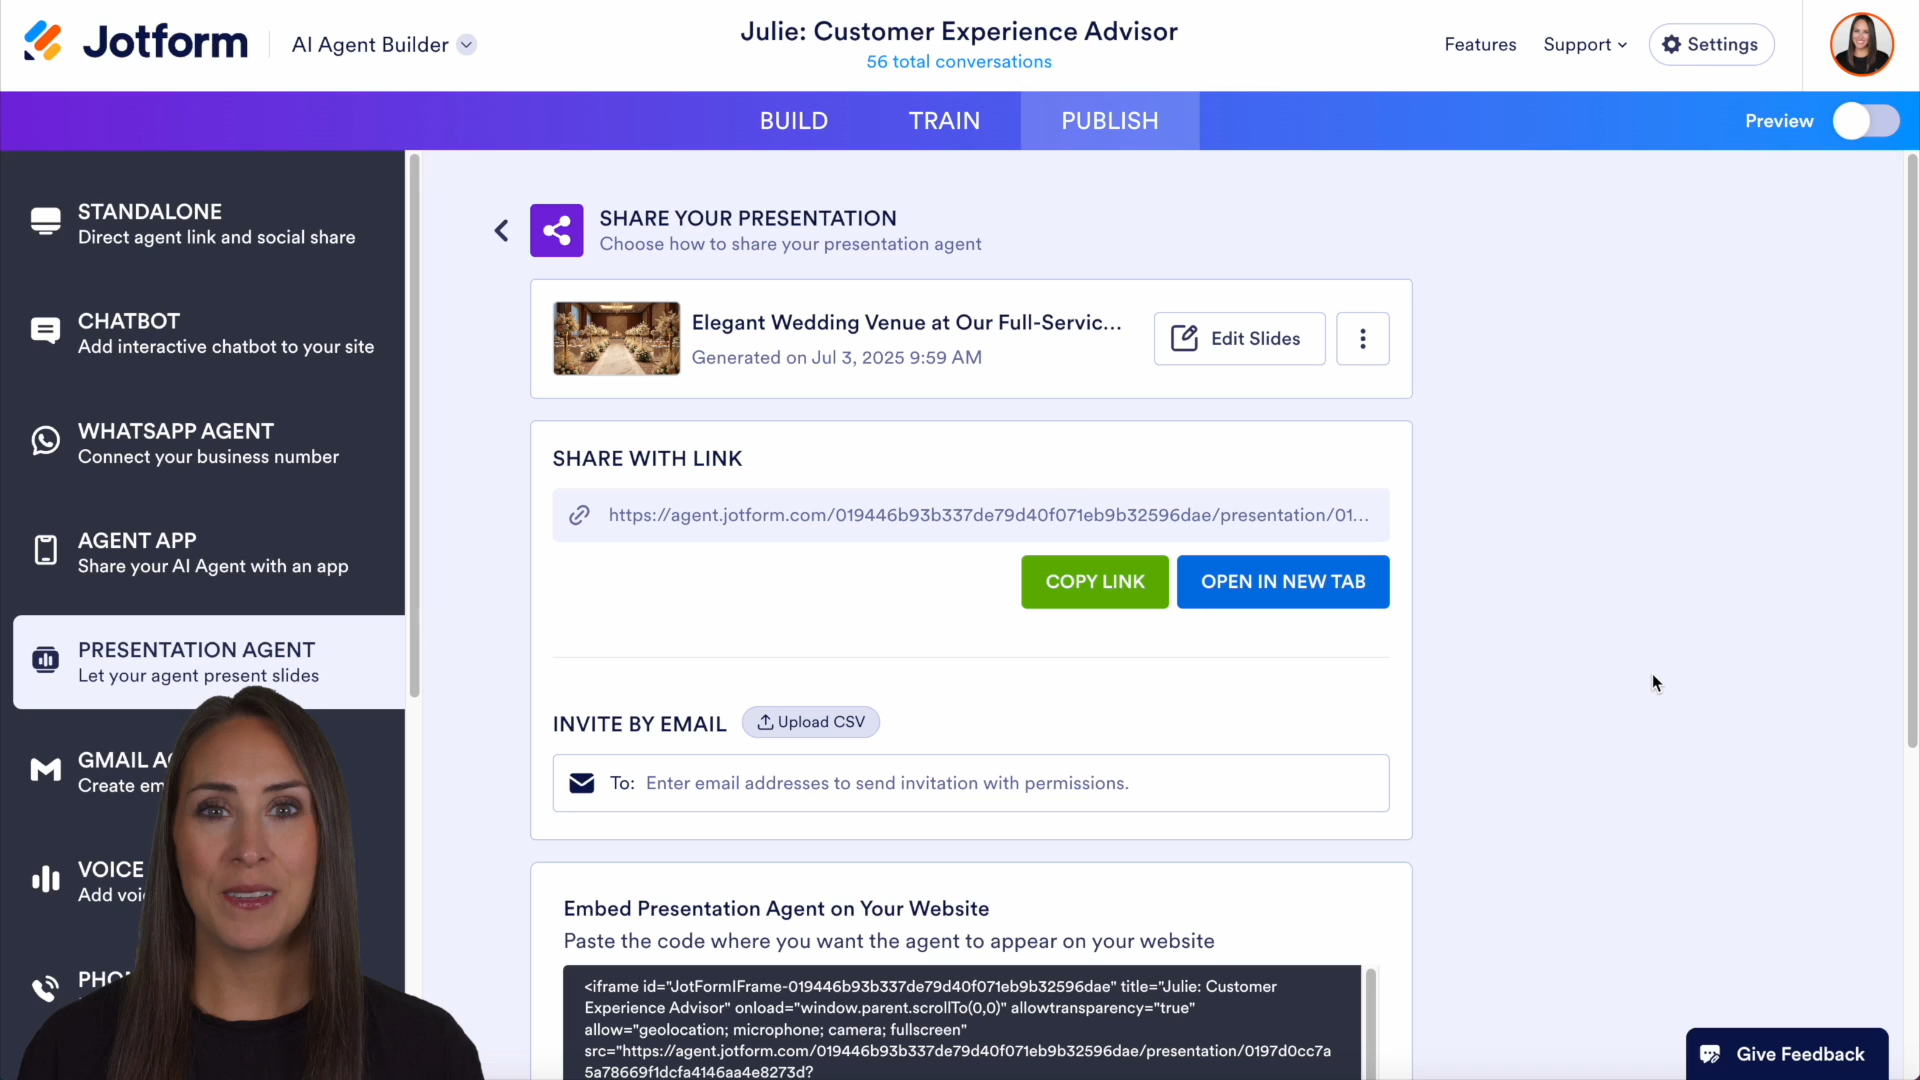 Jotform
AI Agent Builder
Julie: Customer Experience Advisor
56 total conversations
Features
Support
Settings
BUILD
TRAIN
PUBLISH
Preview
STANDALONE
Direct agent link and social share
CHATBOT
Add interactive chatbot to your site
WHATSAPP AGENT
Connect your business number
AGENT APP
Share your AI Agent with an app
PRESENTATION AGENT
Let your agent present slides
GMAIL
Create
VOICE
Add
SHARE YOUR PRESENTATION
Choose how to share your presentation agent
Elegant Wedding Venue at Our Full-Servic...
Generated on Jul 3, 2025 9:59 AM
Edit Slides
SHARE WITH LINK
https://agent.jotform.com/019446b93b337de79d40f071eb9b32596dae/presentation/01...
COPY LINK
OPEN IN NEW TAB
INVITE BY EMAIL
Upload CSV
To: Enter email addresses to send invitation with permissions.
Embed Presentation Agent on Your Website
Paste the code where you want the agent to appear on your website
<iframe id="JotFormIFrame-019446b93b337de79d40f071eb9b32596dae" title="Julie: Customer
Experience Advisor" onload="window.parent.scrollTo(0,0)" allowtransparency="true"
allow="geolocation; microphone; camera; fullscreen"
src="https://agent.jotform.com/019446b93b337de79d40f071eb9b32596dae/presentation/0197d0cc7a
5a78669f1dcfa4146aa4e8273d?
Give Feedback